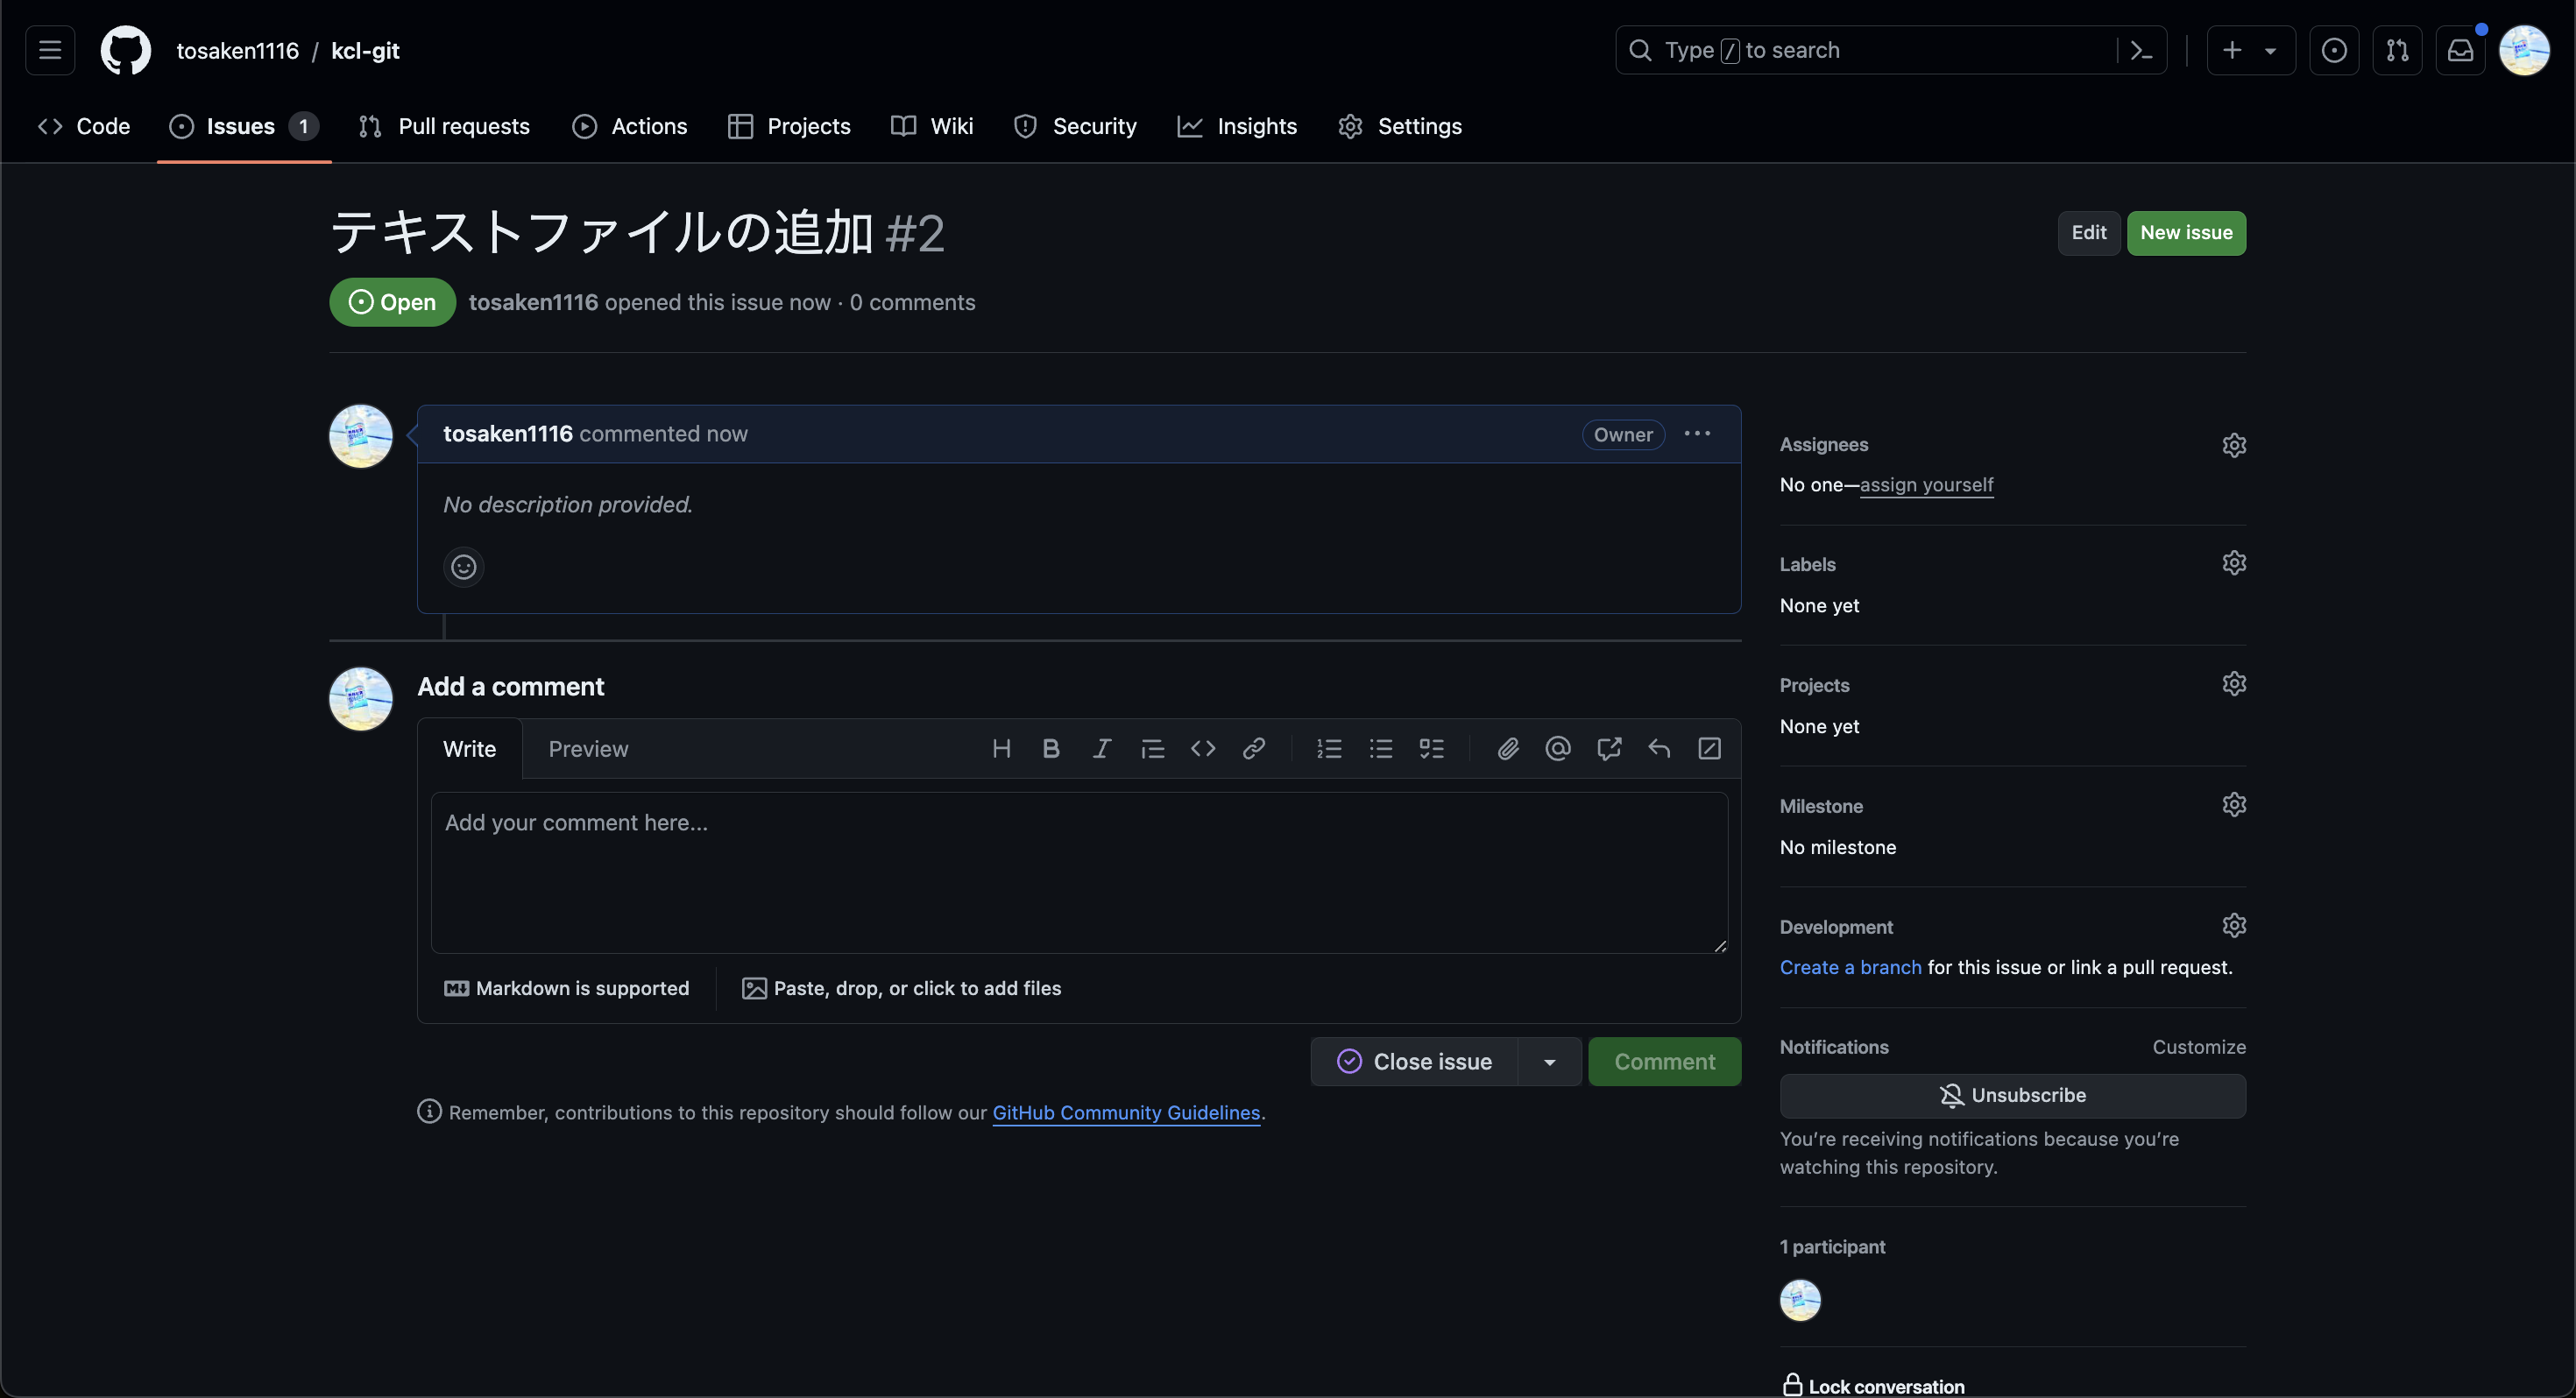 tosaken1116 / kcl-git
Type / to search
Code
Issues 1
Pull requests
Actions
Projects
Wiki
Security
Insights
Settings
テキストファイルの追加 #2
Edit
New issue
Open
tosaken1116 opened this issue now · 0 comments
tosaken1116 commented now
Owner
No description provided.
Add a comment
Write
Preview
Add your comment here...
Markdown is supported
Paste, drop, or click to add files
Close issue
Comment
Remember, contributions to this repository should follow our GitHub Community Guidelines.
Assignees
No one—assign yourself
Labels
None yet
Projects
None yet
Milestone
No milestone
Development
Create a branch for this issue or link a pull request.
Notifications
Customize
Unsubscribe
You’re receiving notifications because you’re
watching this repository.
1 participant
Lock conversation